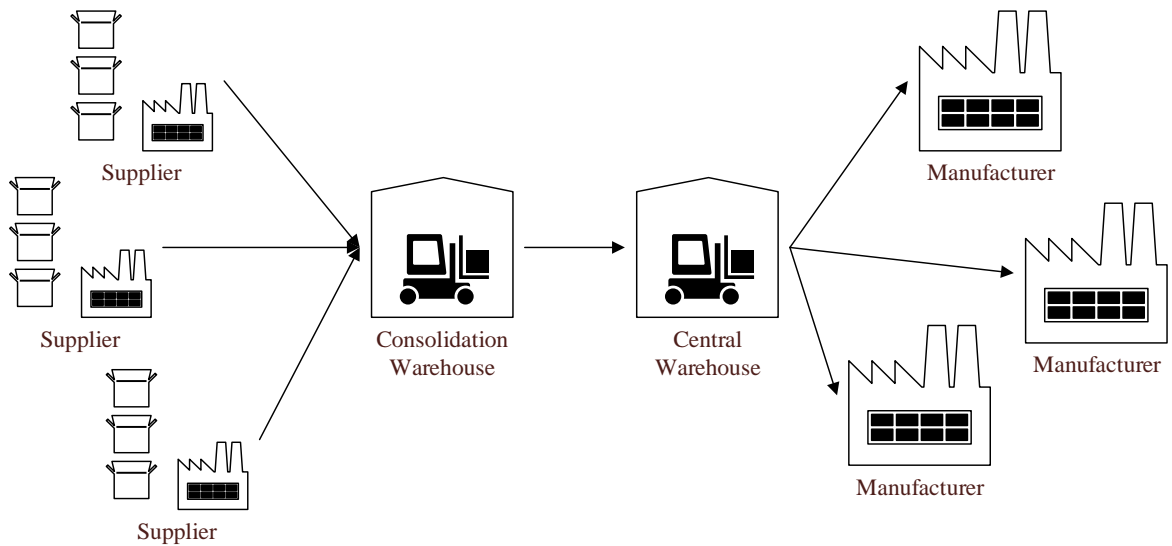 Supplier
Supplier
Supplier
Consolidation
Warehouse
Central
Warehouse
Manufacturer
Manufacturer
Manufacturer